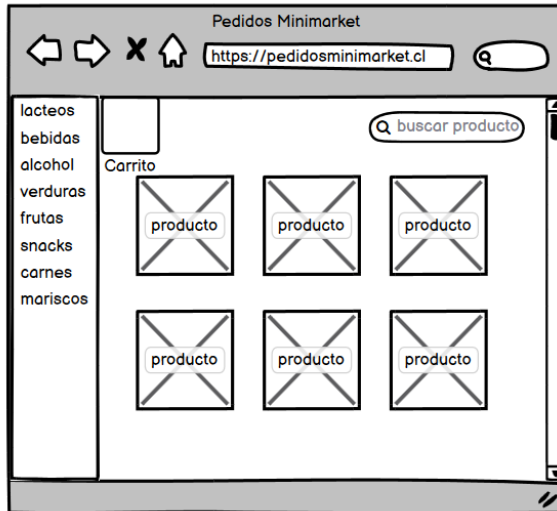 Pedidos Minimarket
https://pedidosminimarket.cl
lacteos
bebidas
alcohol
verduras
frutas
snacks
carnes
mariscos
Carrito
buscar producto
producto producto producto
producto producto producto